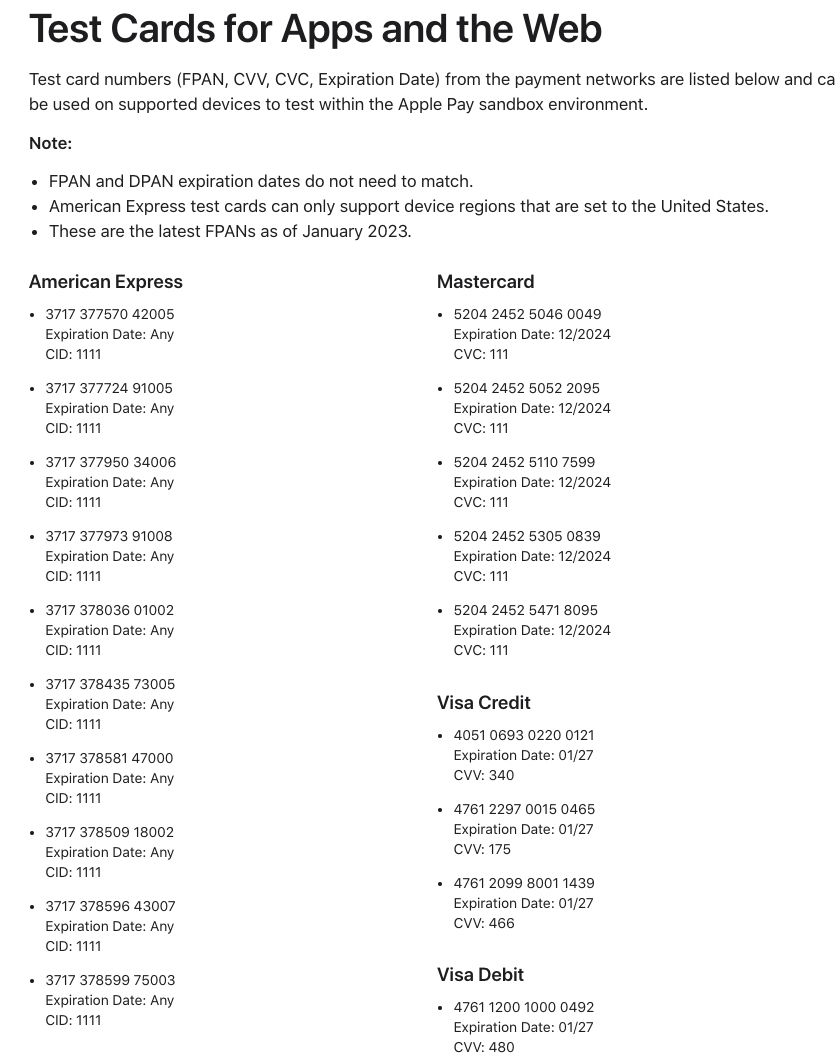 Test Cards for Apps and the Web
Test card numbers (FPAN, CVV, CVC, Expiration Date) from the payment networks are listed below and ca
be used on supported devices to test within the Apple Pay sandbox environment.
Note:
• FPAN and DPAN expiration dates do not need to match.
• American Express test cards can only support device regions that are set to the United States.
• These are the latest FPANs as of January 2023.
American Express
• 3717 377570 42005
Expiration Date: Any
CID: 1111
• 3717 377724 91005
Expiration Date: Any
CID: 1111
• 3717 377950 34006
Expiration Date: Any
CID: 1111
• 3717 377973 91008
Expiration Date: Any
CID: 1111
• 3717 378036 01002
Expiration Date: Any
CID: 1111
• 3717 378435 73005
Expiration Date: Any
CID: 1111
• 3717 378581 47000
Expiration Date: Any
CID: 1111
• 3717 378509 18002
Expiration Date: Any
CID: 1111
• 3717 378596 43007
Expiration Date: Any
CID: 1111
• 3717 378599 75003
Expiration Date: Any
CID: 1111
Mastercard
• 5204 2452 5046 0049
Expiration Date: 12/2024
CVC: 111
• 5204 2452 5052 2095
Expiration Date: 12/2024
CVC: 111
• 5204 2452 5110 7599
Expiration Date: 12/2024
CVC: 111
• 5204 2452 5305 0839
Expiration Date: 12/2024
CVC: 111
• 5204 2452 5471 8095
Expiration Date: 12/2024
CVC: 111
Visa Credit
• 4051 0693 0220 0121
Expiration Date: 01/27
CVV: 340
• 4761 2297 0015 0465
Expiration Date: 01/27
CVV: 175
• 4761 2099 8001 1439
Expiration Date: 01/27
CVV: 466
Visa Debit
• 4761 1200 1000 0492
Expiration Date: 01/27
CVV: 480